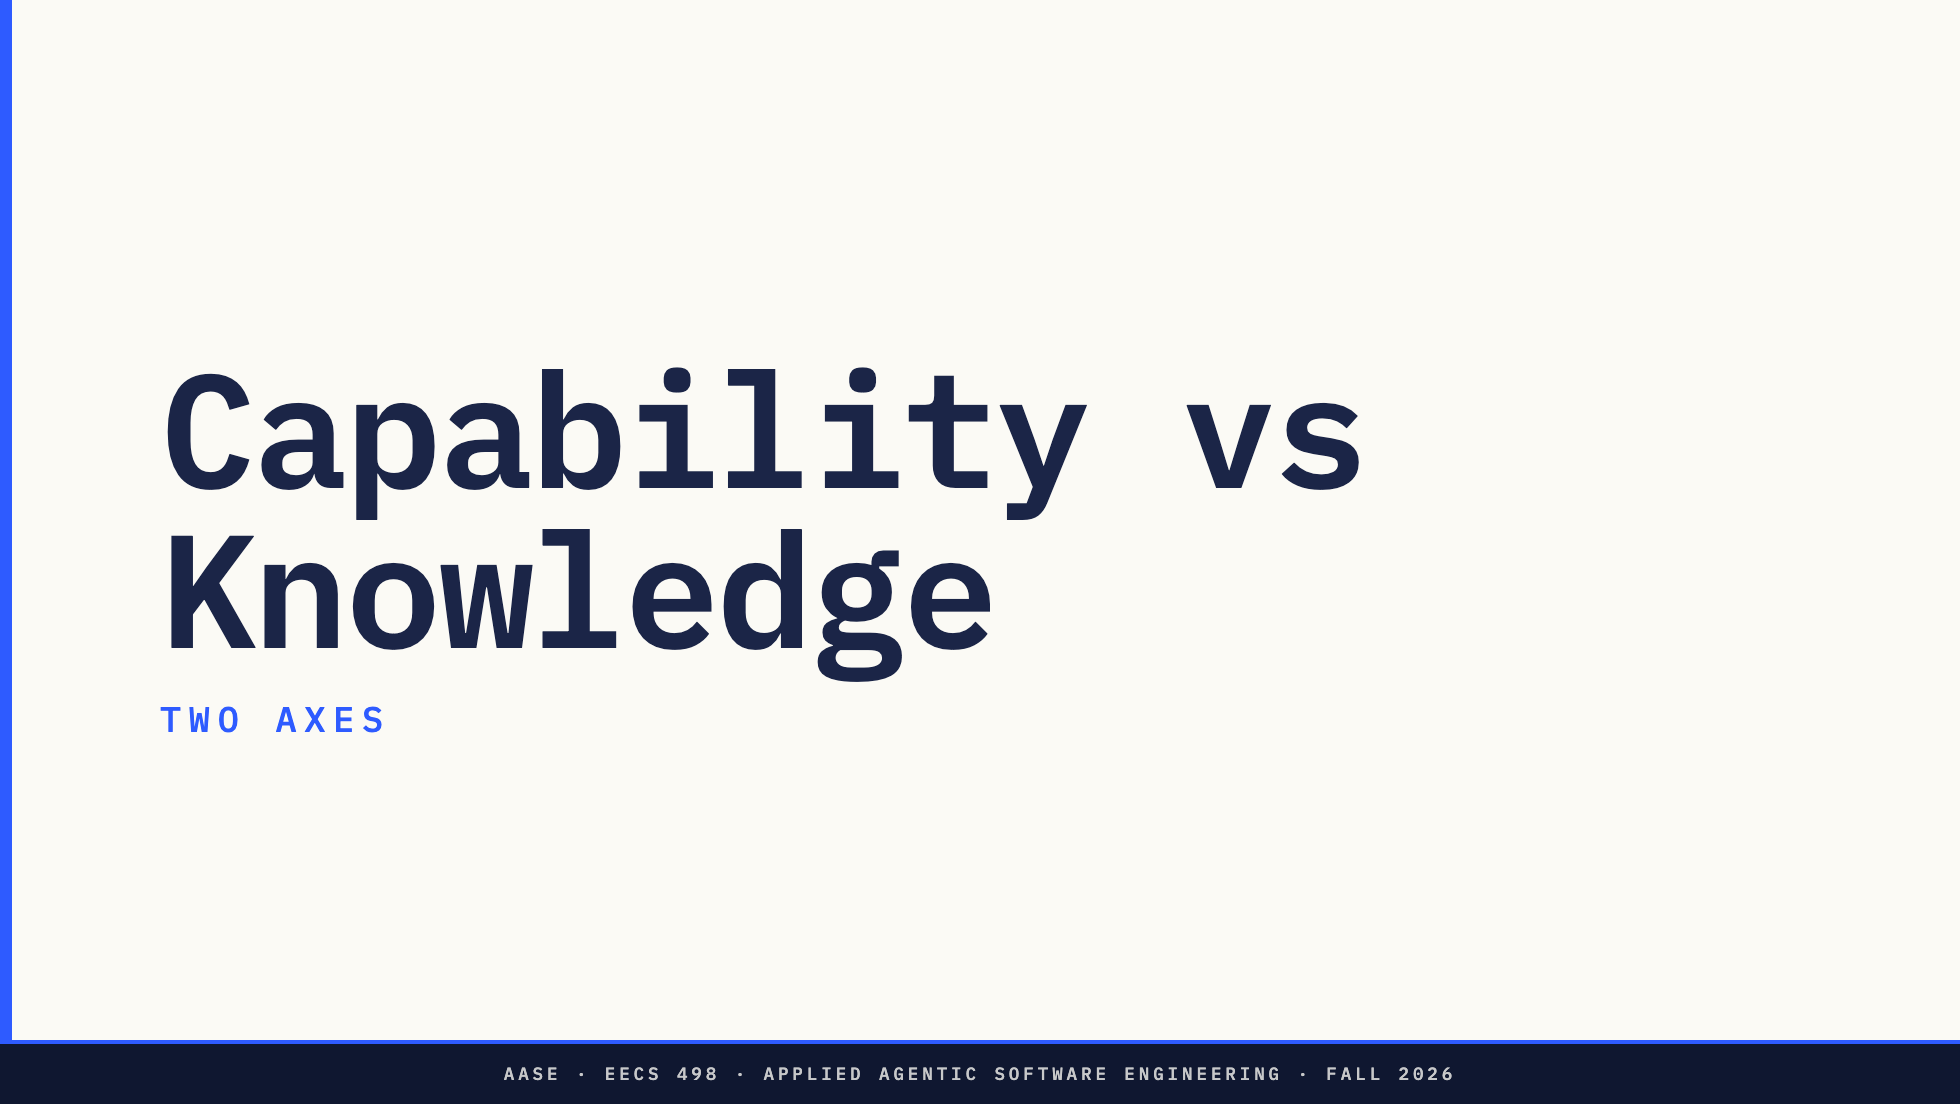 Capability vs
Knowledge
TWO AXES
AASE · EECS 498 · APPLIED AGENTIC SOFTWARE ENGINEERING · FALL 2026